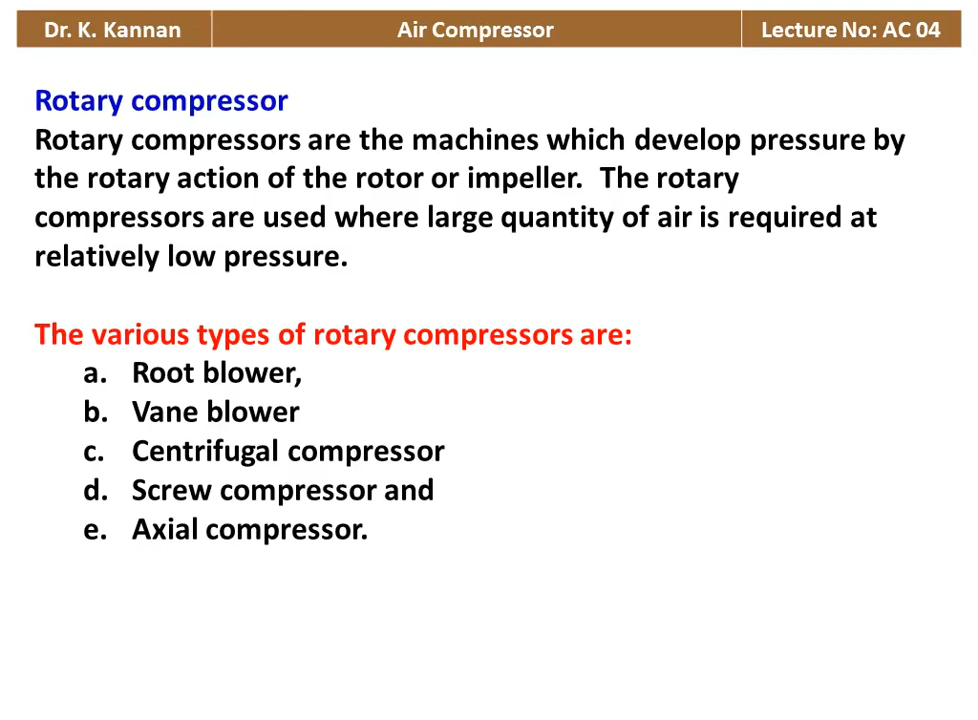 Dr. K. Kannan
Air Compressor
Lecture No: AC 04
Rotary compressor
Rotary compressors are the machines which develop pressure by
the rotary action of the rotor or impeller.  The rotary
compressors are used where large quantity of air is required at
relatively low pressure.
The various types of rotary compressors are:
a. Root blower,
b. Vane blower
c. Centrifugal compressor
d. Screw compressor and
e. Axial compressor.